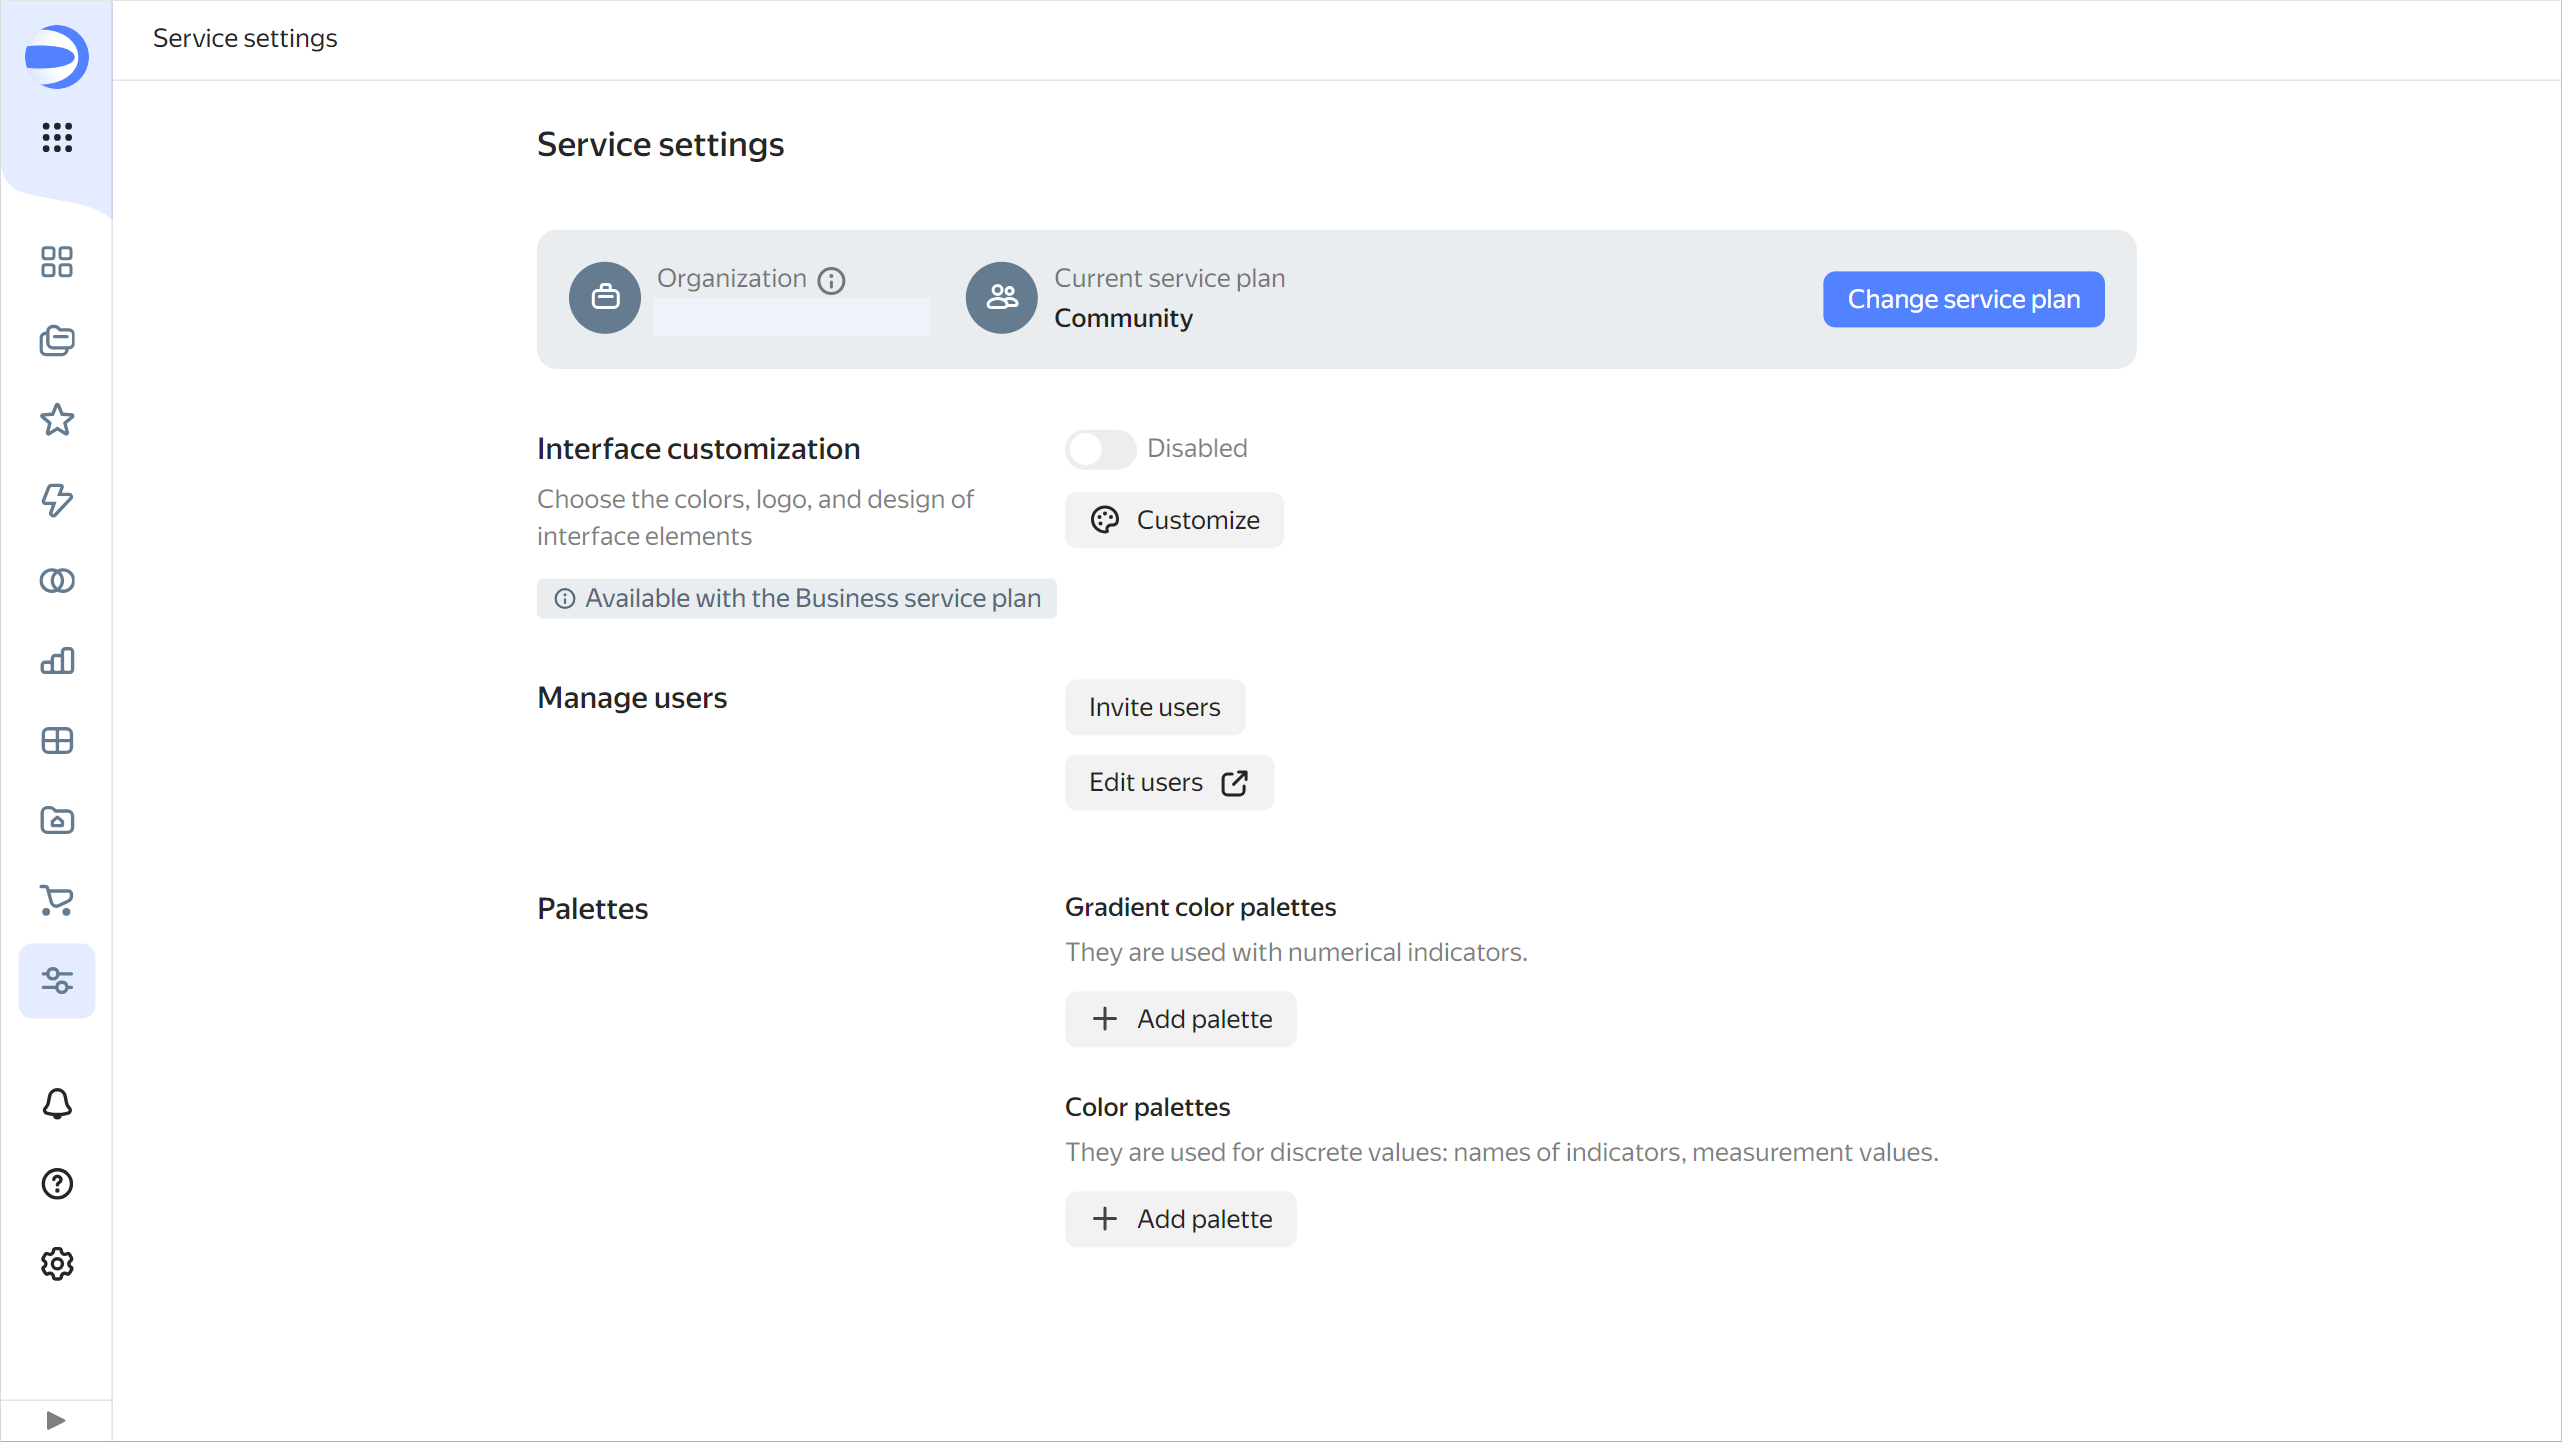 Service settings
Service settings
Organization
Current service plan
Community
Change service plan
Interface customization
Disabled
Choose the colors, logo, and design of
interface elements
Customize
Available with the Business service plan
Manage users
Invite users
Edit users
Palettes
Gradient color palettes
They are used with numerical indicators.
Add palette
Color palettes
They are used for discrete values: names of indicators, measurement values.
Add palette